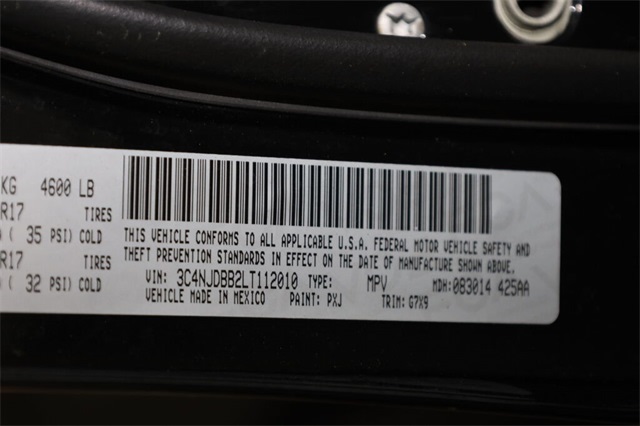 KG 4600 LB
R17 TIRES
( 35 PSI) COLD
R17 TIRES
( 32 PSI) COLD
THIS VEHICLE CONFORMS TO ALL APPLICABLE U.S.A. FEDERAL MOTOR VEHICLE SAFETY AND
THEFT PREVENTION STANDARDS IN EFFECT ON THE DATE OF MANUFACTURE SHOWN ABOVE.
VIN: 3C4NJDBB2LT112010 TYPE: MPV MDH: 083014 425AA
VEHICLE MADE IN MEXICO PAINT: PXJ TRIM: G7X9